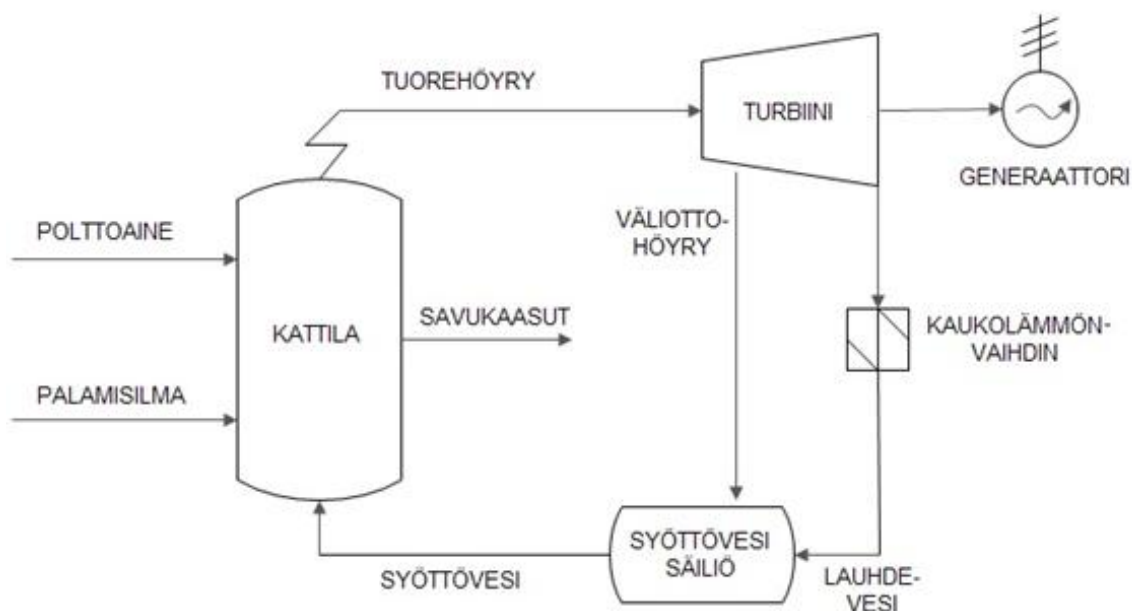 TUOREHÖYRY
TURBIINI
GENERAATTORI
POLTTOAINE
VÄLIOTTO-
HÖYRY
KATTILA
SAVUKAASUT
KAUKOLÄMMÖN-
VAIHDIN
PALAMISILMA
SYÖTTÖVESI
SÄILIÖ
SYÖTTÖVESI
LAUHDE-
VESI